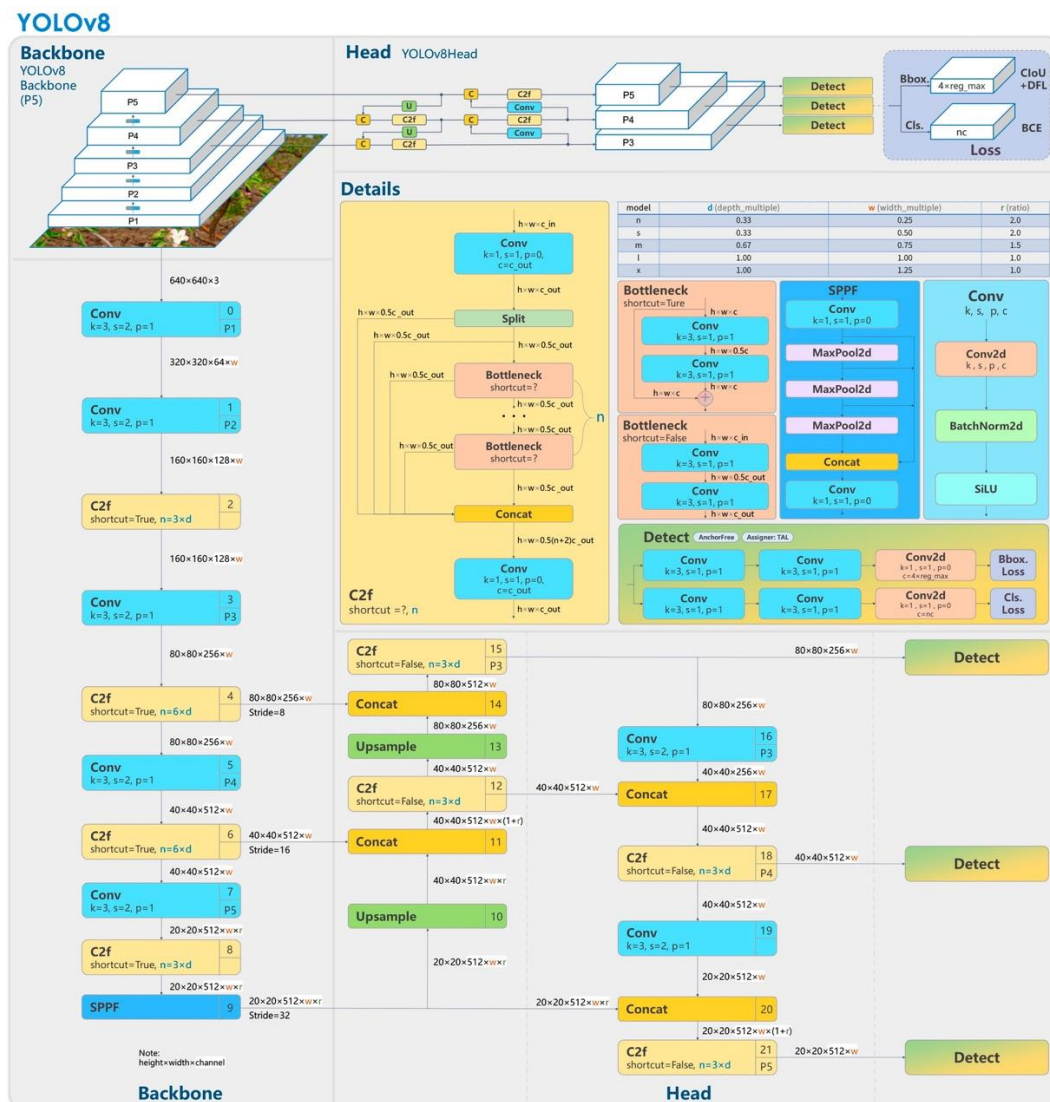 YOLOv8
Backbone
YOLOv8
Backbone
(P5)
P5
P4
P3
P2
P1
Head YOLOv8Head
C
U
C2f
C
C2f
U
C
C2f
C
C2f
Conv
C2f
Conv
P5
P4
P3
Detect
Detect
Detect
Bbox.
4×reg_max
CIoU
+DFL
Cls.
nc
BCE
Loss
Details
h×w×c_in
Conv
k=1, s=1, p=0,
c=c_out
h×w×c_out
h×w×0.5c_out
Split
h×w×0.5c_out
h×w×0.5c_out
h×w×0.5c_out
Bottleneck
shortcut=?
h×w×0.5c_out
• • •
n
h×w×0.5c_out
h×w×0.5c_out
Bottleneck
shortcut=?
h×w×0.5c_out
Concat
h×w×0.5(n+2)c_out
Conv
k=1, s=1, p=0,
c=c_out
C2f
shortcut =?, n
h×w×c_out
model d (depth_multiple) w (width_multiple) r (ratio)
n 0.33 0.25 2.0
s 0.33 0.50 2.0
m 0.67 0.75 1.5
l 1.00 1.00 1.0
x 1.00 1.25 1.0
Bottleneck
shortcut=Ture
h×w×c
Conv
k=3, s=1, p=1
h×w×0.5c
Conv
k=3, s=1, p=1
h×w×c
h×w×c
+
Bottleneck
shortcut=False
h×w×c_in
Conv
k=3, s=1, p=1
h×w×0.5c_out
Conv
k=3, s=1, p=1
h×w×c_out
SPPF
Conv
k=1, s=1, p=0
MaxPool2d
MaxPool2d
MaxPool2d
Concat
Conv
k=1, s=1, p=0
Conv
k, s, p, c
Conv2d
k, s, p, c
BatchNorm2d
SiLU
Detect AnchorFree Assigner: TAL
Conv
k=3, s=1, p=1
Conv
k=3, s=1, p=1
Conv2d
k=1, s=1, p=0
c=4×reg_max
Bbox.
Loss
Conv
k=3, s=1, p=1
Conv
k=3, s=1, p=1
Conv2d
k=1, s=1, p=0
c=nc
Cls.
Loss
640×640×3
Conv 0
k=3, s=2, p=1 P1
320×320×64×w
Conv 1
k=3, s=2, p=1 P2
160×160×128×w
C2f 2
shortcut=True, n=3×d
160×160×128×w
Conv 3
k=3, s=2, p=1 P3
80×80×256×w
C2f 4
shortcut=True, n=6×d
80×80×256×w
Stride=8
80×80×256×w
Conv 5
k=3, s=2, p=1 P4
40×40×512×w
C2f 6
shortcut=True, n=6×d
40×40×512×w
Stride=16
40×40×512×w
Conv 7
k=3, s=2, p=1 P5
20×20×512×w×r
C2f 8
shortcut=True, n=3×d
20×20×512×w×r
SPPF 9
20×20×512×w×r
Stride=32
Note:
height×width×channel
Backbone
C2f 15
shortcut=False, n=3×d P3
80×80×512×w
Concat 14
80×80×256×w
Upsample 13
40×40×512×w
C2f 12
shortcut=False, n=3×d
40×40×512×w×(1+r)
Concat 11
40×40×512×w×r
Upsample 10
20×20×512×w×r
80×80×256×w
Detect
80×80×256×w
Conv 16
k=3, s=2, p=1 P3
40×40×256×w
40×40×512×w
Concat 17
40×40×512×w
C2f 18
shortcut=False, n=3×d P4
40×40×512×w
Detect
40×40×512×w
Conv 19
k=3, s=2, p=1
20×20×512×w
20×20×512×w×r
Concat 20
20×20×512×w×(1+r)
C2f 21
shortcut=False, n=3×d P5
20×20×512×w
Detect
Head